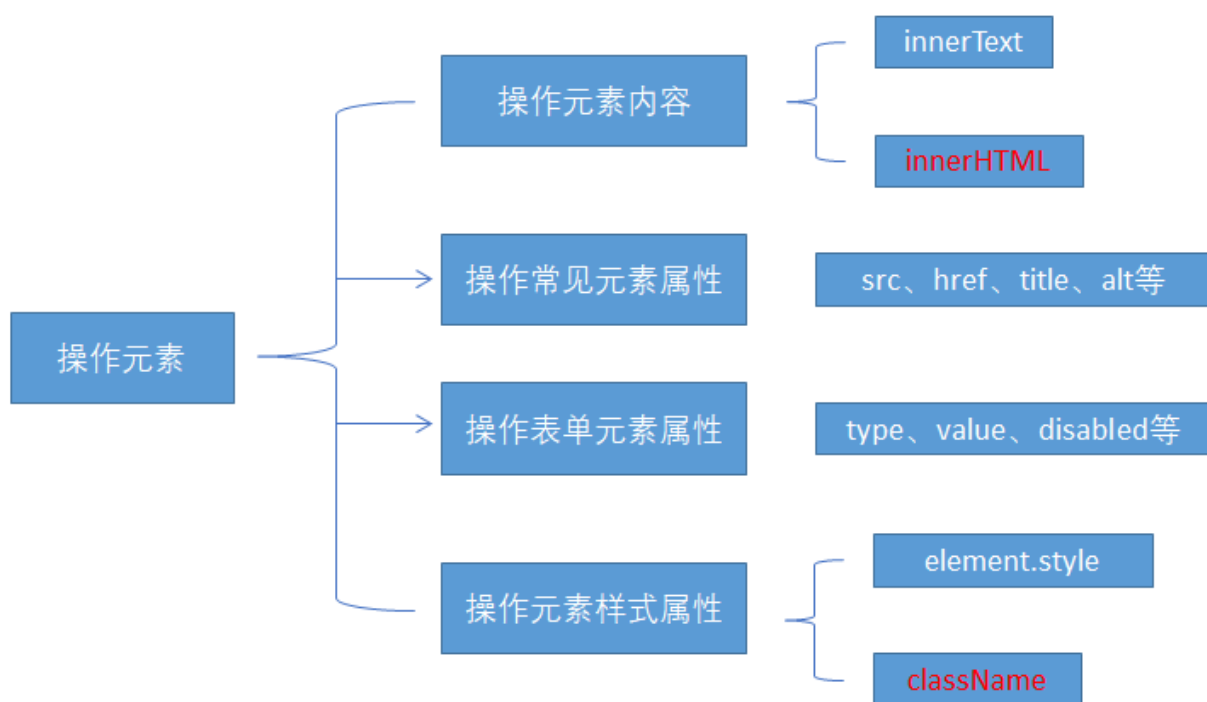 操作元素
操作元素内容
innerText
innerHTML
操作常见元素属性
src、href、title、alt等
操作表单元素属性
type、value、disabled等
操作元素样式属性
element.style
className